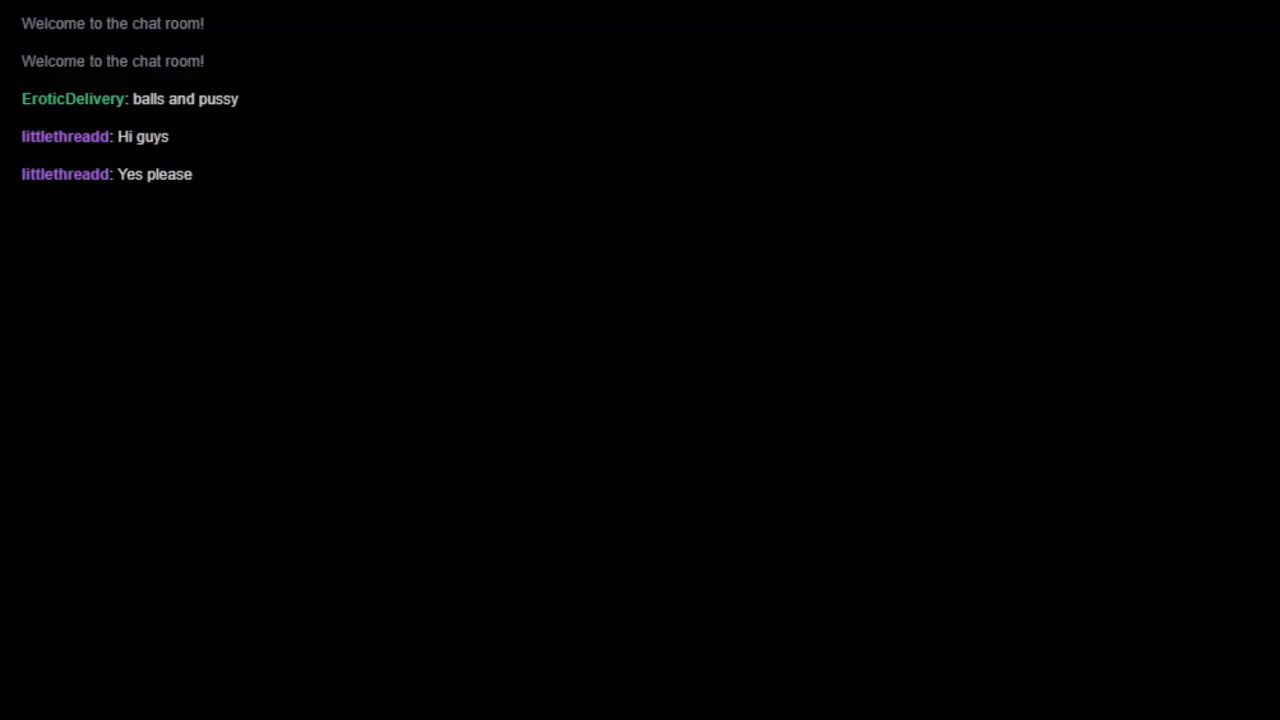 Welcome to the chat room!
Welcome to the chat room!
EroticDelivery: balls and pussy
littlethreadd: Hi guys
littlethreadd: Yes please